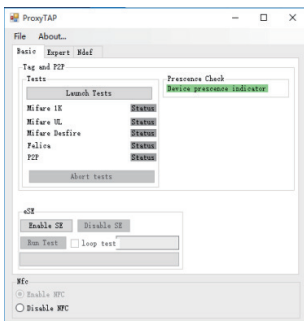 ProxyTAP
File About...
Basic Expert Ndef
Tag and P2P
Tests
Launch Tests
Mifare 1K Status
Mifare UL Status
Mifare Desfire Status
Felica Status
P2P Status
Abort tests
Prescence Check
Device prescence indicator
eSE
Enable SE Disable SE
Run Test loop test
Nfc
Enable NFC
Disable NFC